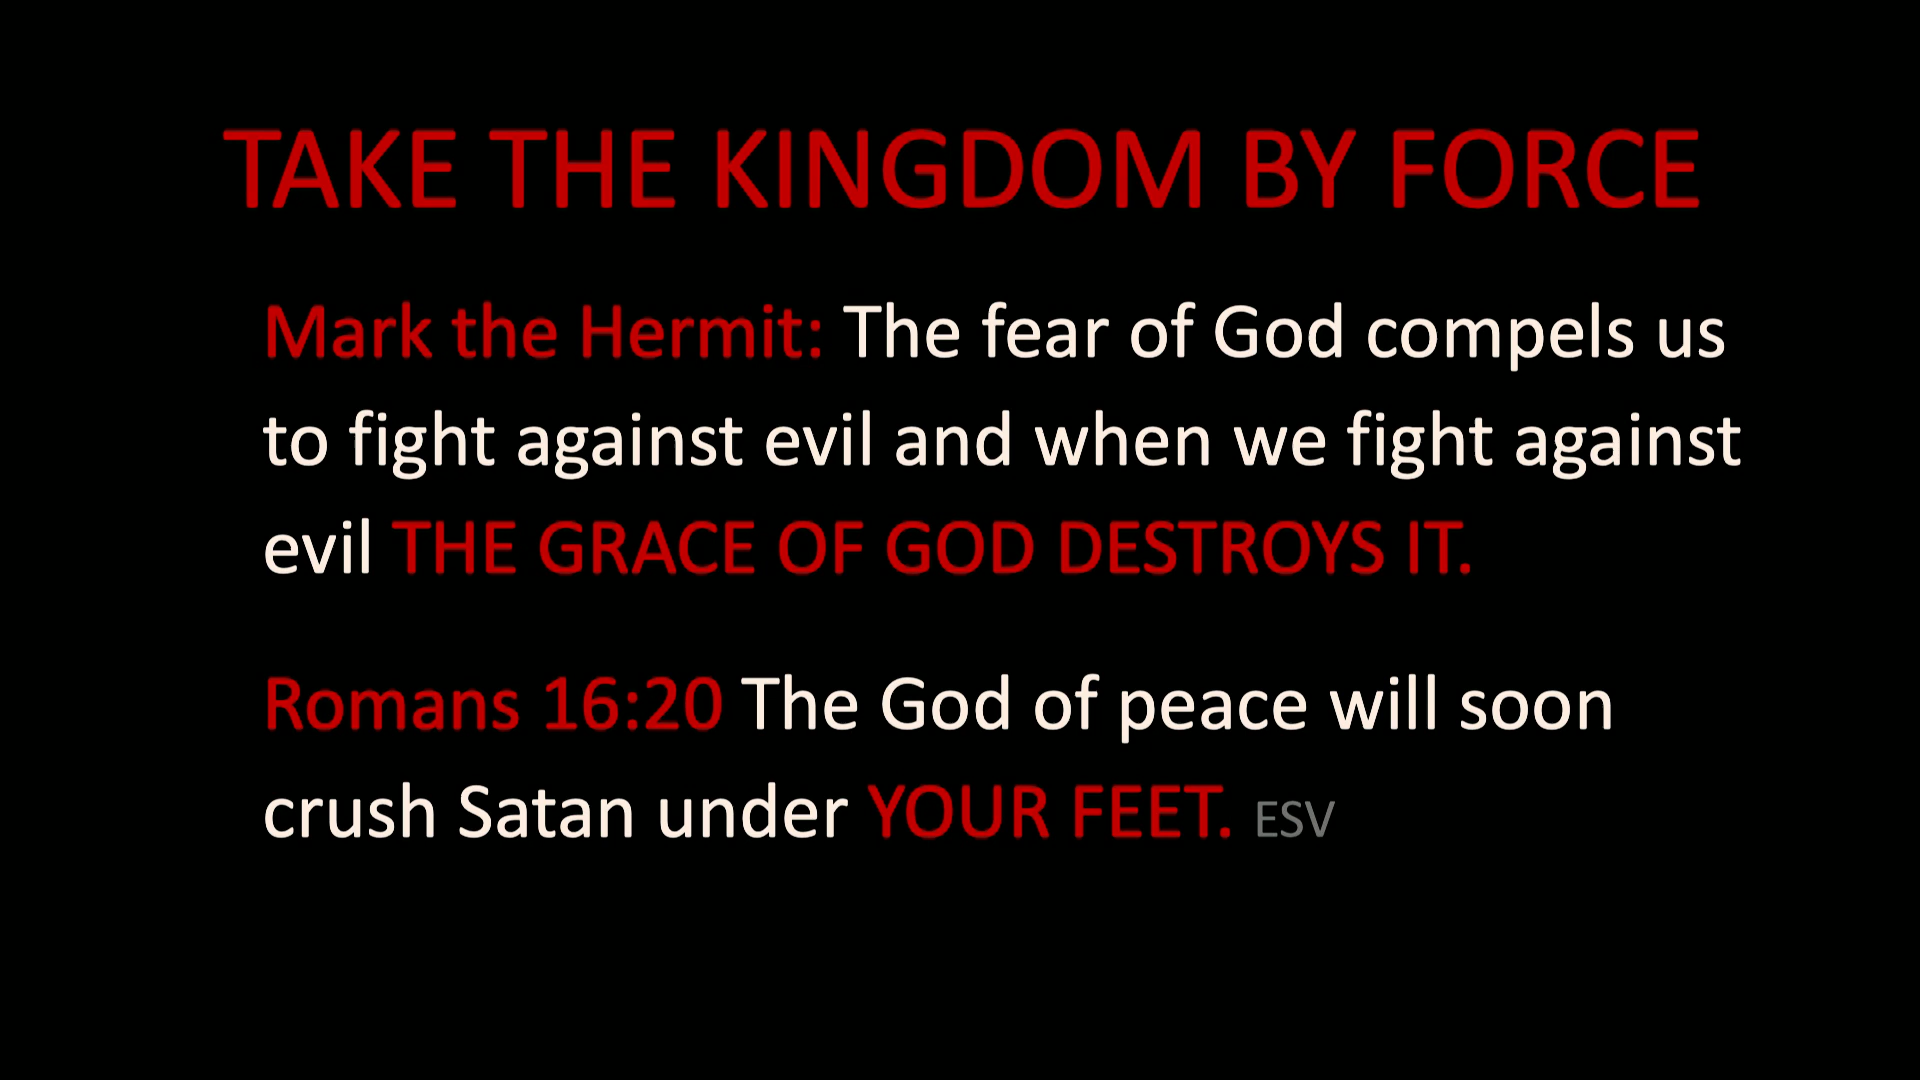 TAKE THE KINGDOM BY FORCE
Mark the Hermit: The fear of God compels us
to fight against evil and when we fight against
evil THE GRACE OF GOD DESTROYS IT.
Romans 16:20 The God of peace will soon
crush Satan under YOUR FEET. ESV